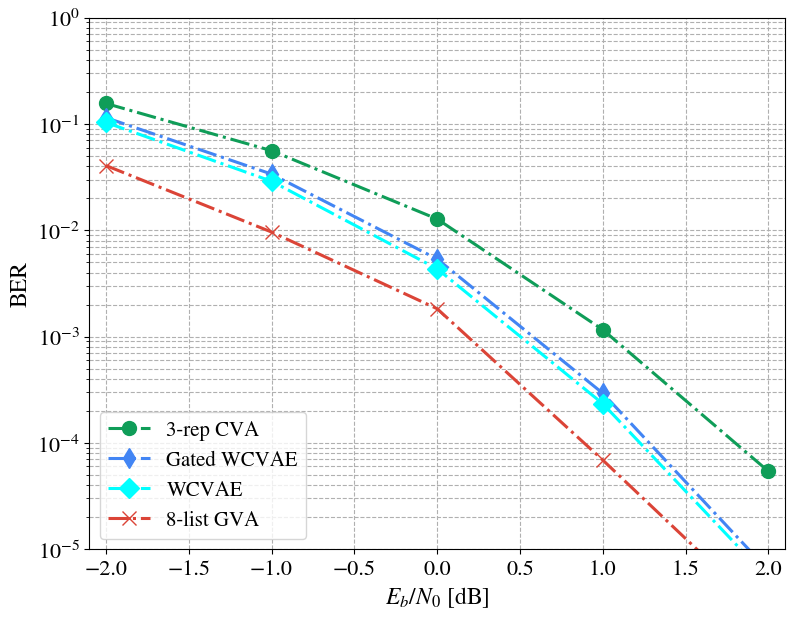 10⁰
10⁻¹
10⁻²
10⁻³
10⁻⁴
10⁻⁵
BER
3-rep CVA
Gated WCVAE
WCVAE
8-list GVA
−2.0 −1.5 −1.0 −0.5 0.0 0.5 1.0 1.5 2.0
E_b/N_0 [dB]